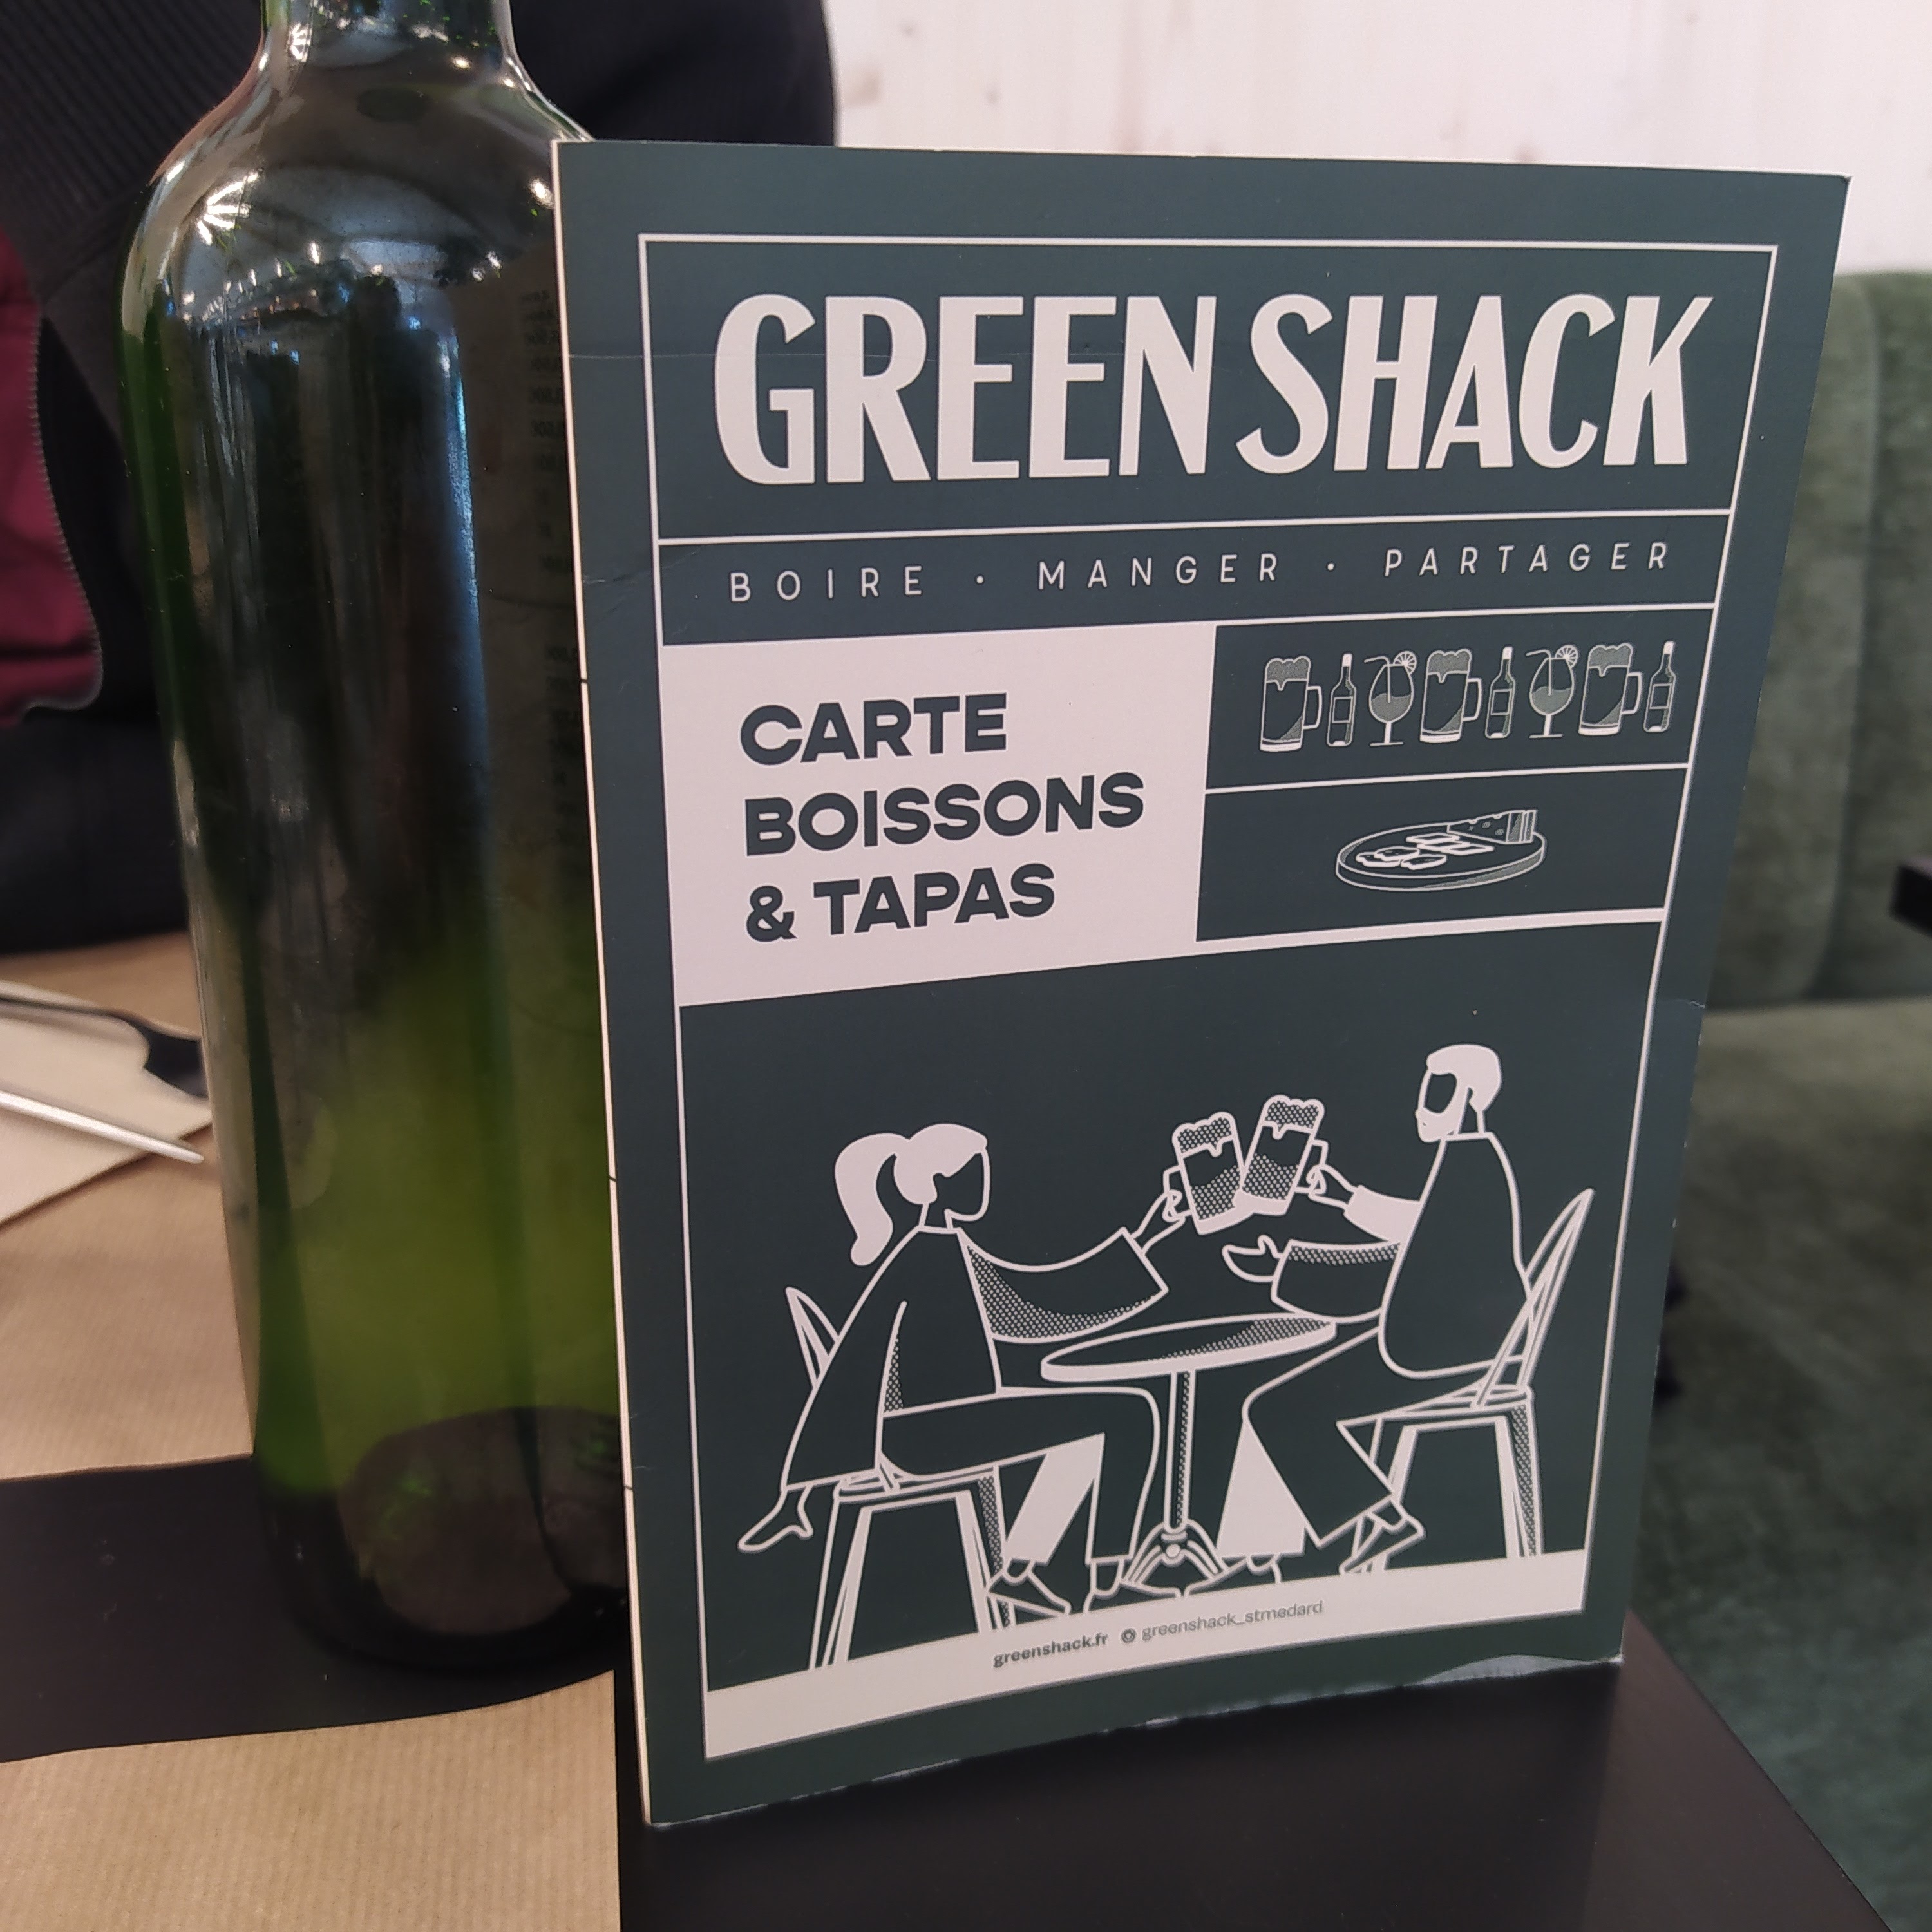 GREEN SHACK
BOIRE · MANGER · PARTAGER
CARTE
BOISSONS
& TAPAS
greenshack.fr greenshack_stmedard